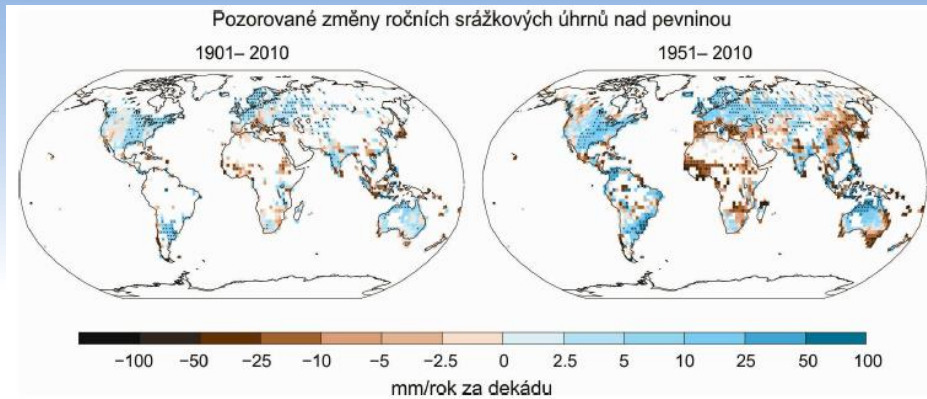 Pozorované změny ročních srážkových úhrnů nad pevninou
1901– 2010
1951– 2010
−100 −50 −25 −10 −5 −2.5 0 2.5 5 10 25 50 100
mm/rok za dekádu